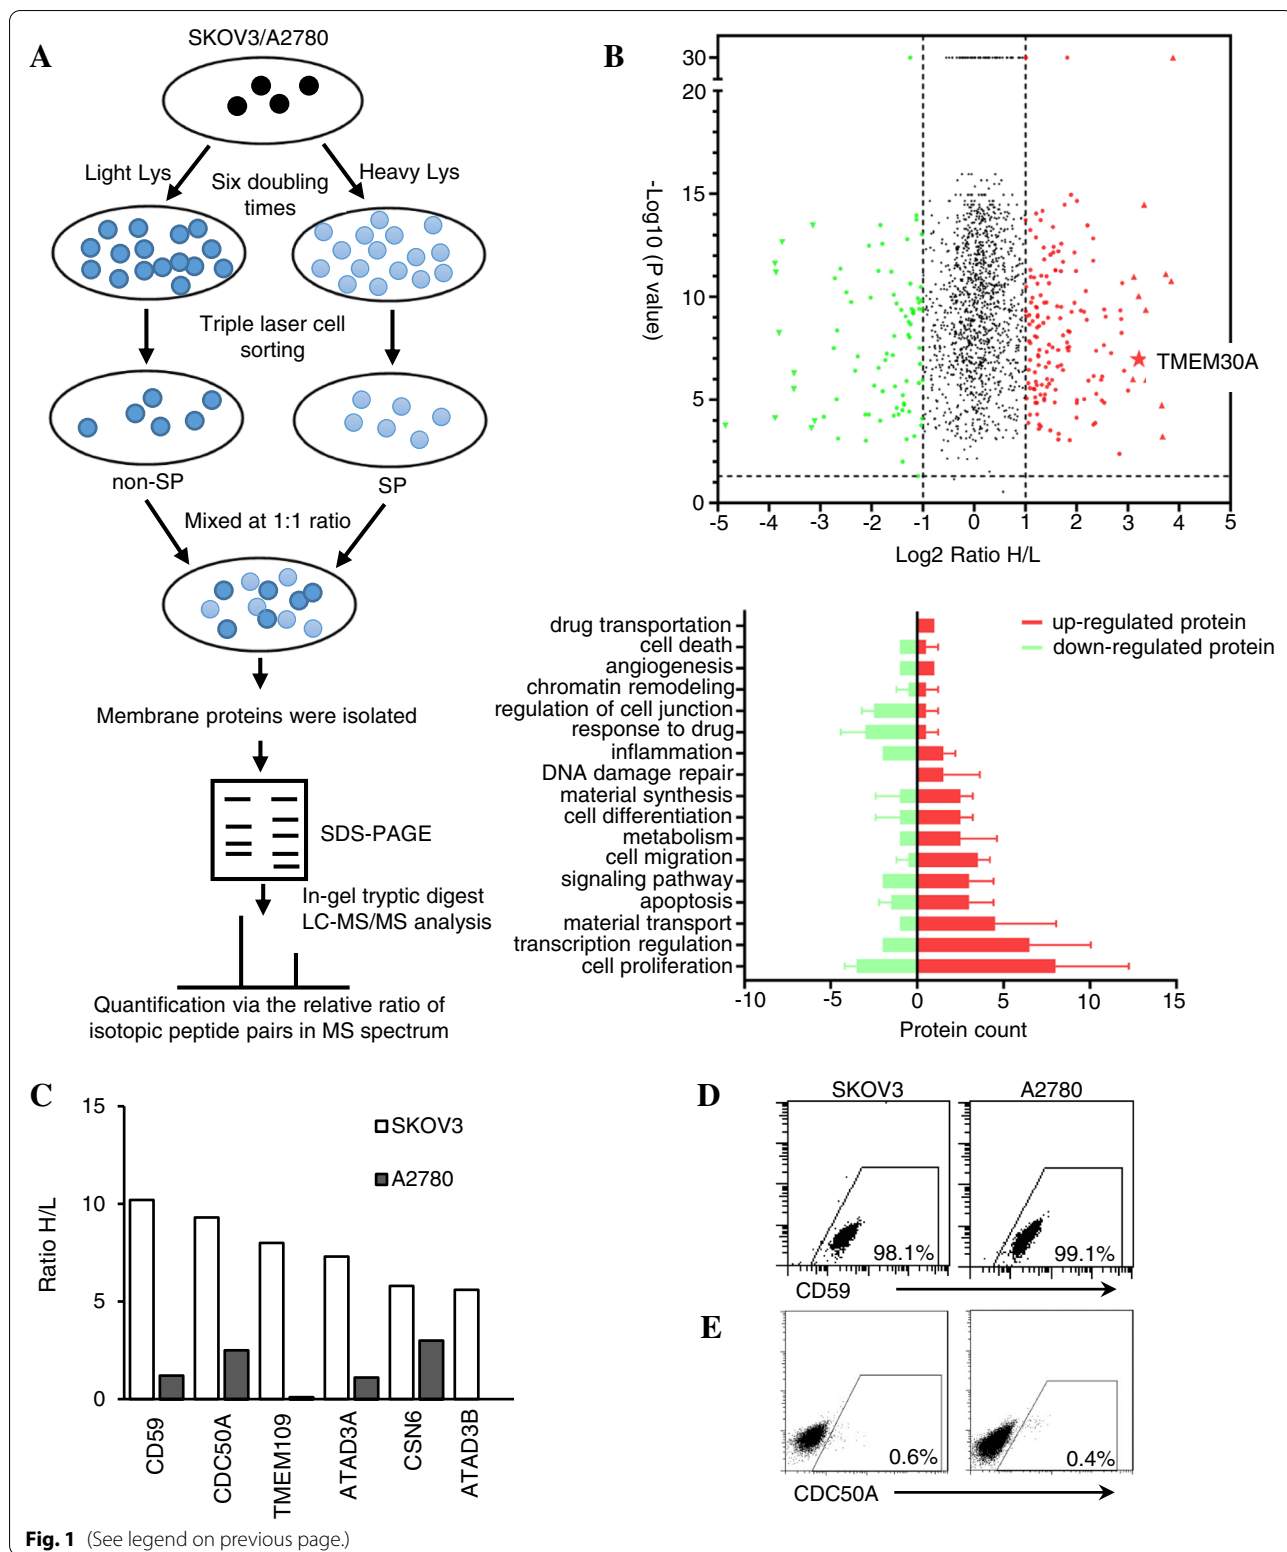 A
SKOV3/A2780
Light Lys
Six doubling
times
Heavy Lys
Triple laser cell
sorting
non-SP
SP
Mixed at 1:1 ratio
Membrane proteins were isolated
SDS-PAGE
In-gel tryptic digest
LC-MS/MS analysis
Quantification via the relative ratio of
isotopic peptide pairs in MS spectrum
B
-Log10 (P value)
30
20
15
10
5
0
-5 -4 -3 -2 -1 0 1 2 3 4 5
Log2 Ratio H/L
TMEM30A
up-regulated protein
down-regulated protein
drug transportation
cell death
angiogenesis
chromatin remodeling
regulation of cell junction
response to drug
inflammation
DNA damage repair
material synthesis
cell differentiation
metabolism
cell migration
signaling pathway
apoptosis
material transport
transcription regulation
cell proliferation
-10 -5 0 5 10 15
Protein count
C
Ratio H/L
15
10
5
0
SKOV3
A2780
CD59
CDC50A
TMEM109
ATAD3A
CSN6
ATAD3B
D
SKOV3
A2780
98.1%
99.1%
CD59
E
0.6%
0.4%
CDC50A
Fig. 1 (See legend on previous page.)